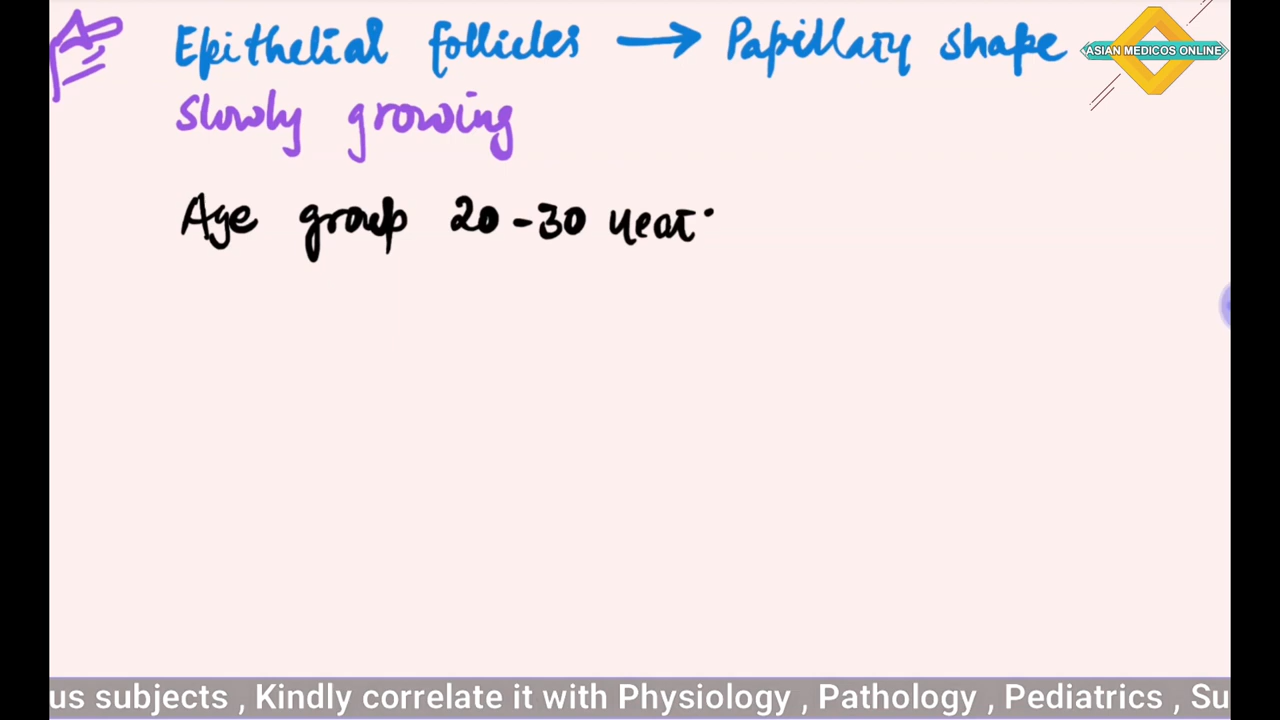 Epithelial follicles → Papillary shape
ASIAN MEDICOS ONLINE
Slowly growing
Age group 20-30 year
us subjects , Kindly correlate it with Physiology , Pathology , Pediatrics , Su